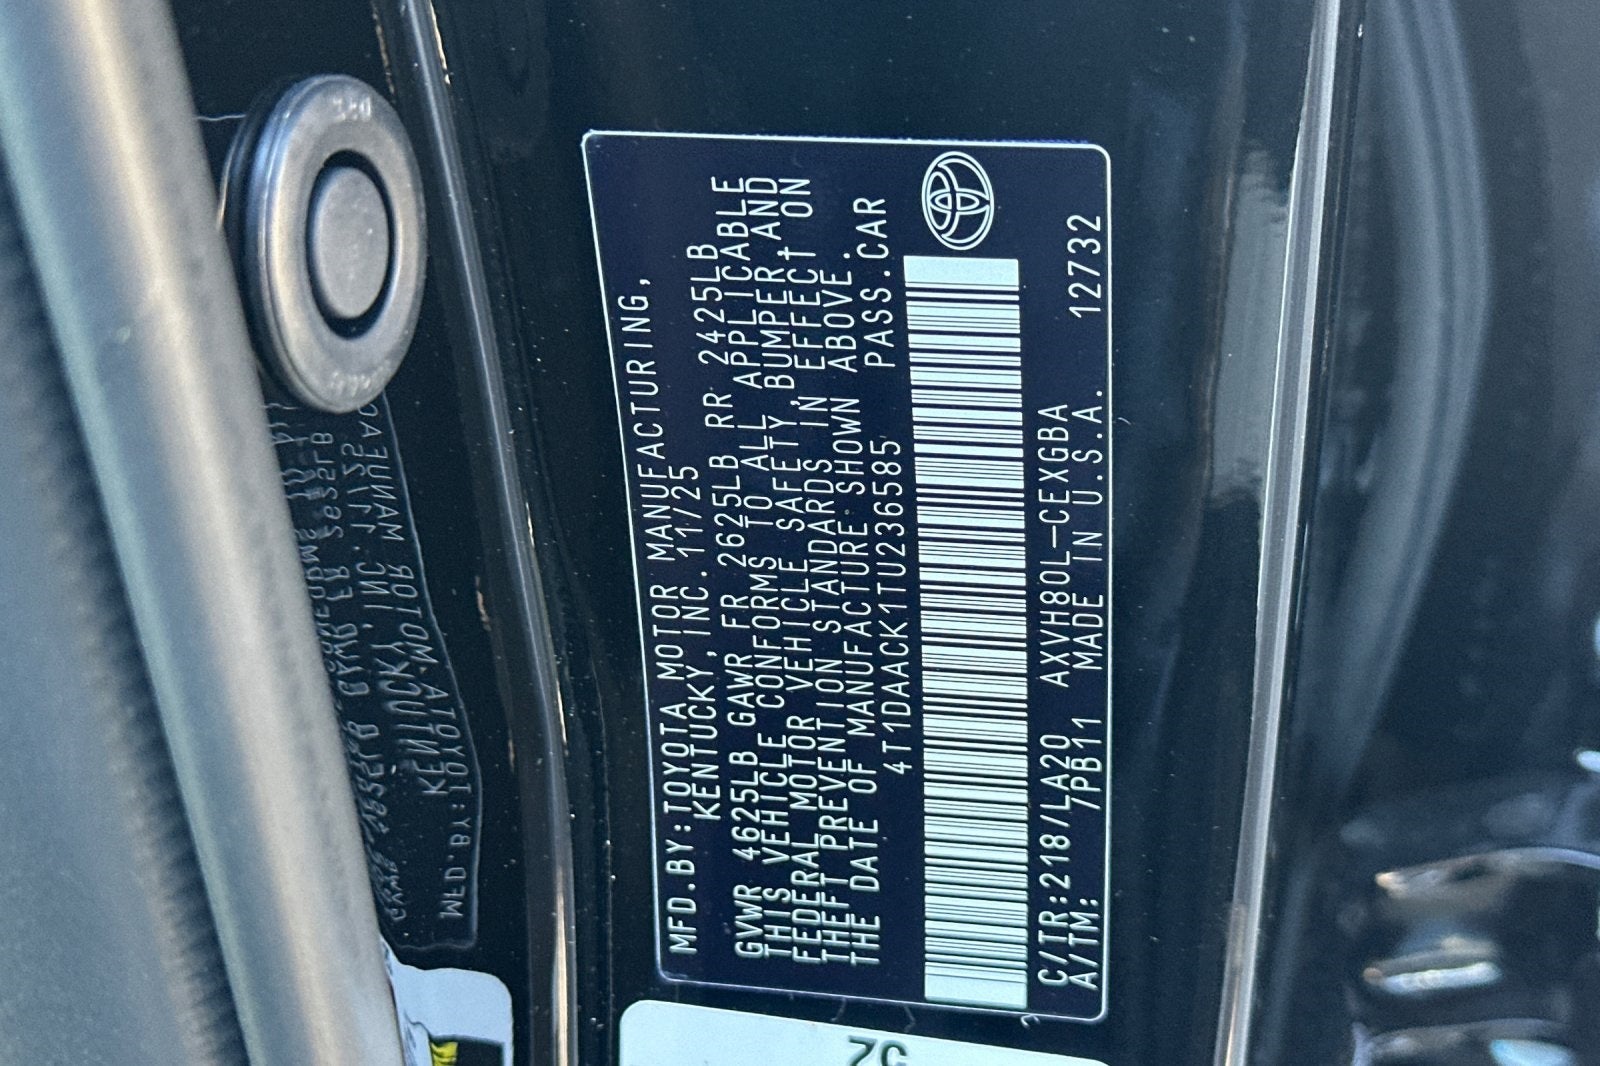 MFD.BY:TOYOTA MOTOR MANUFACTURING,
KENTUCKY,INC. 11/25
GVWR 4625LB GAWR FR 2625LB RR 2425LB
THIS VEHICLE CONFORMS TO ALL APPLICABLE
FEDERAL MOTOR VEHICLE SAFETY,BUMPER,AND
THEFT PREVENTION STANDARDS IN EFFECT ON
THE DATE OF MANUFACTURE SHOWN ABOVE.
4T1DAACK1TU236585 PASS.CAR
C/TR:218/LA20 AXVH80L-CEXGBA 12732
A/TM: /PB11 MADE IN U.S.A.